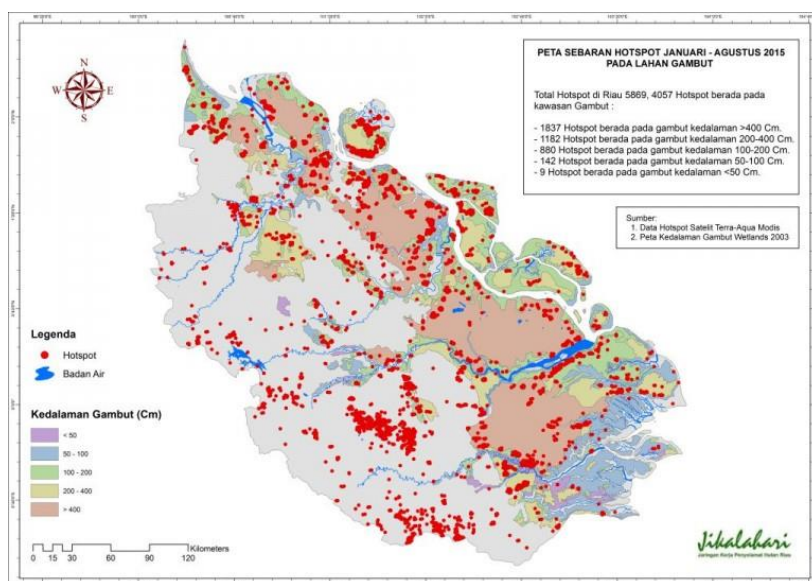 PETA SEBARAN HOTSPOT JANUARI - AGUSTUS 2015
PADA LAHAN GAMBUT
Total Hotspot di Riau 5869, 4057 Hotspot berada pada
kawasan Gambut :
- 1837 Hotspot berada pada gambut kedalaman >400 Cm.
- 1182 Hotspot berada pada gambut kedalaman 200-400 Cm.
- 880 Hotspot berada pada gambut kedalaman 100-200 Cm.
- 142 Hotspot berada pada gambut kedalaman 50-100 Cm.
- 9 Hotspot berada pada gambut kedalaman <50 Cm.
Sumber:
1. Data Hotspot Satelit Terra-Aqua Modis
2. Peta Kedalaman Gambut Wetlands 2003
N
W E
S
Legenda
Hotspot
Badan Air
Kedalaman Gambut (Cm)
< 50
50 - 100
100 - 200
200 - 400
> 400
Kilometers
0 15 30 60 90 120
Jikalahari
Jaringan Kerja Penyelamat Hutan Riau